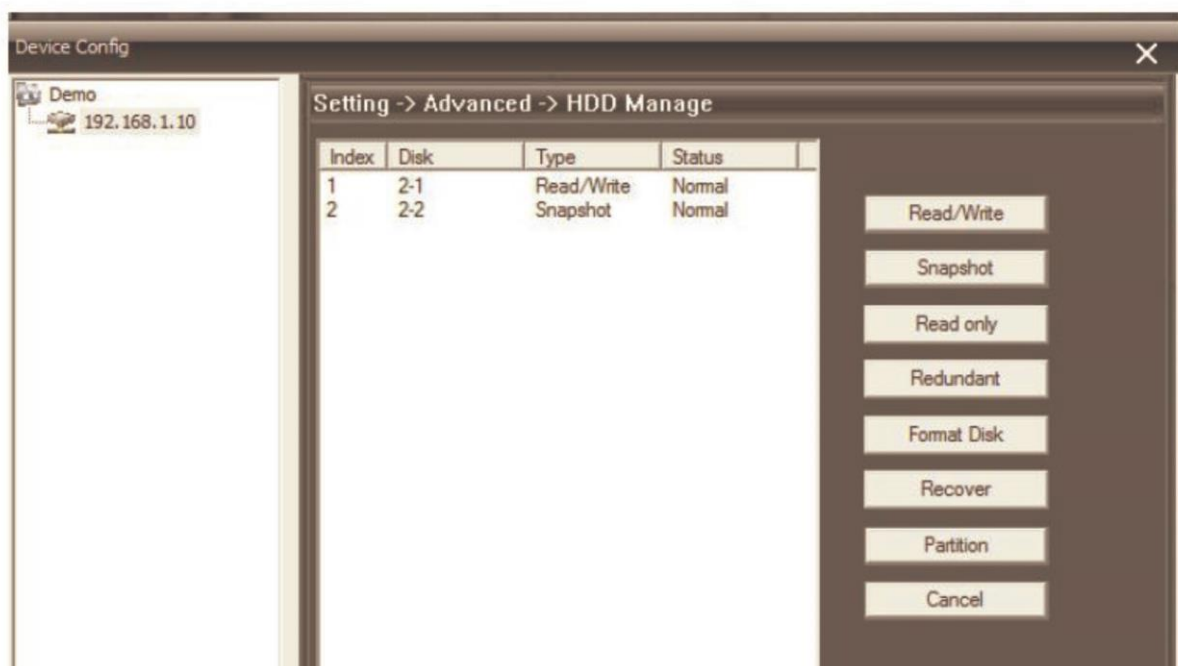 Device Config
Demo
192.168.1.10
Setting -> Advanced -> HDD Manage
Index Disk Type Status
1 2-1 Read/Write Normal
2 2-2 Snapshot Normal
Read/Write
Snapshot
Read only
Redundant
Format Disk
Recover
Partition
Cancel